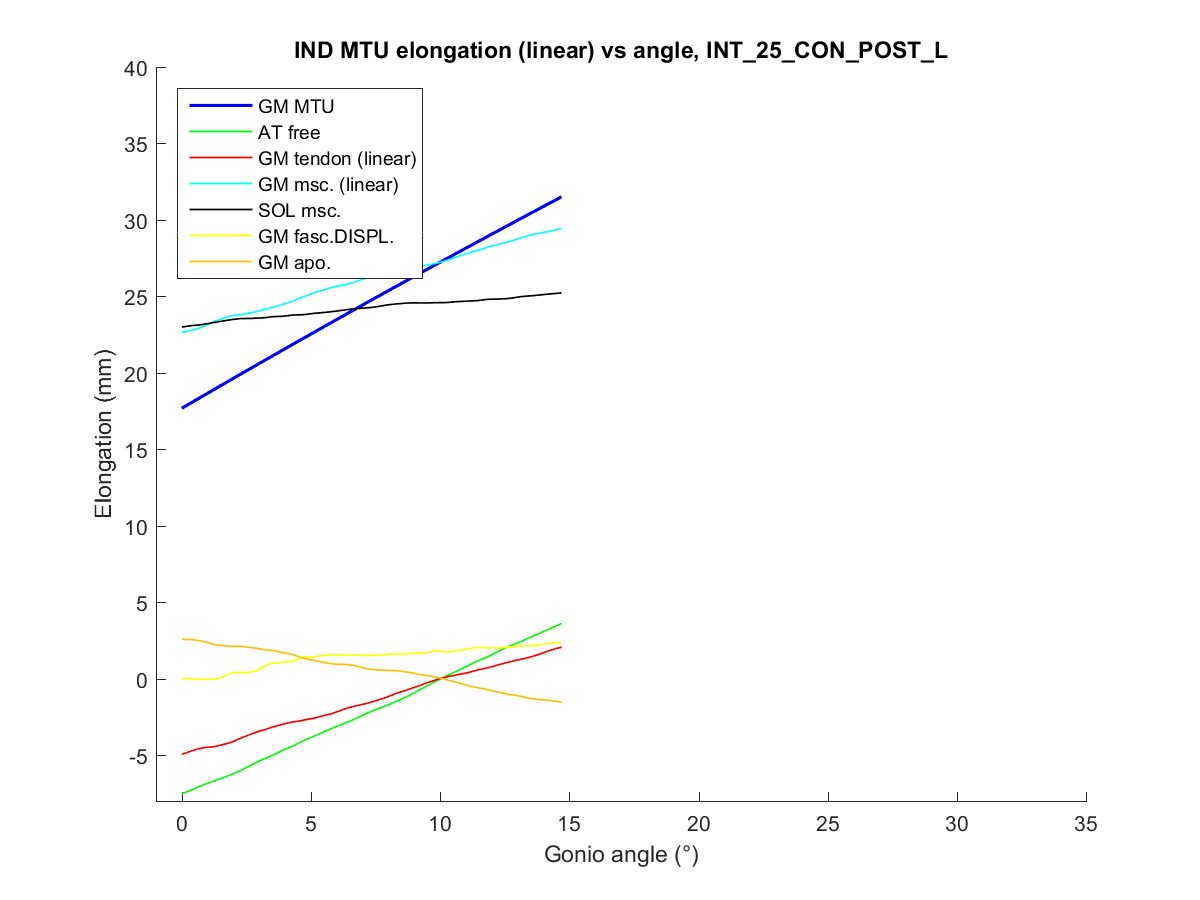 IND MTU elongation (linear) vs angle, INT_25_CON_POST_L
40
35
30
25
20
15
10
5
0
-5
Elongation (mm)
GM MTU
AT free
GM tendon (linear)
GM msc. (linear)
SOL msc.
GM fasc.DISPL.
GM apo.
0 5 10 15 20 25 30 35
Gonio angle (°)